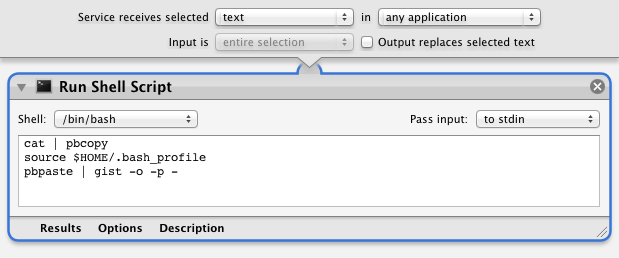 Service receives selected text in any application
Input is entire selection Output replaces selected text
Run Shell Script
Shell: /bin/bash Pass input: to stdin
cat | pbcopy
source $HOME/.bash_profile
pbpaste | gist -o -p -
Results Options Description